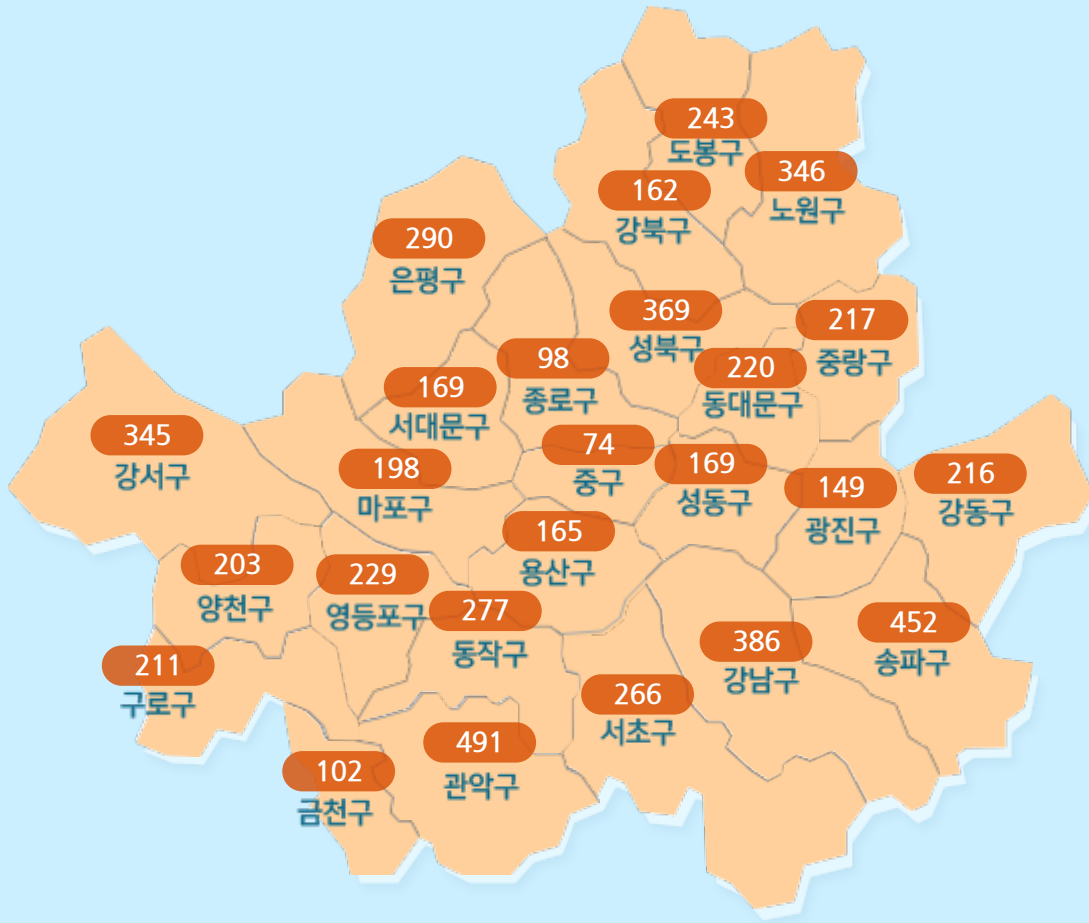 243
도봉구
346
노원구
162
강북구
290
은평구
369
성북구
217
중랑구
98
종로구
220
동대문구
169
서대문구
345
강서구
74
중구
198
마포구
169
성동구
149
광진구
216
강동구
165
용산구
203
양천구
229
영등포구
277
동작구
452
송파구
386
강남구
211
구로구
266
서초구
491
관악구
102
금천구